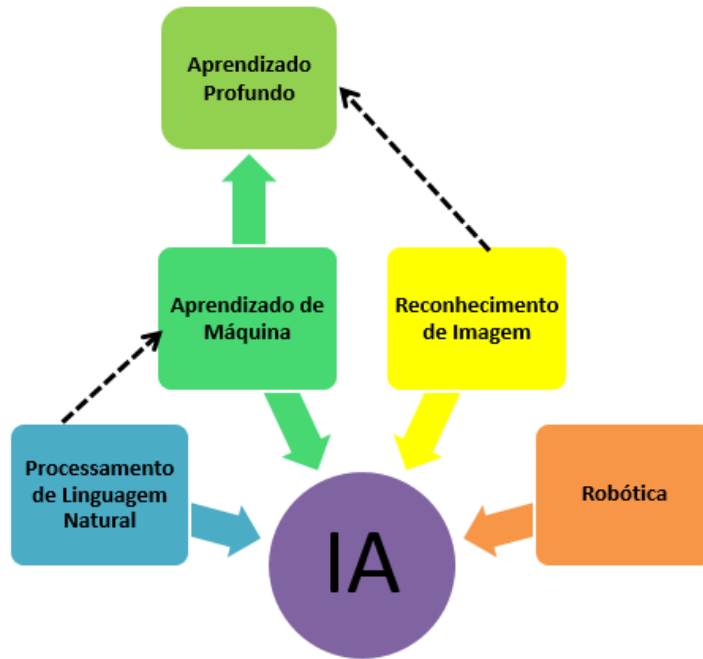 Aprendizado
Profundo
Aprendizado de
Máquina
Reconhecimento
de Imagem
Processamento
de Linguagem
Natural
Robótica
IA